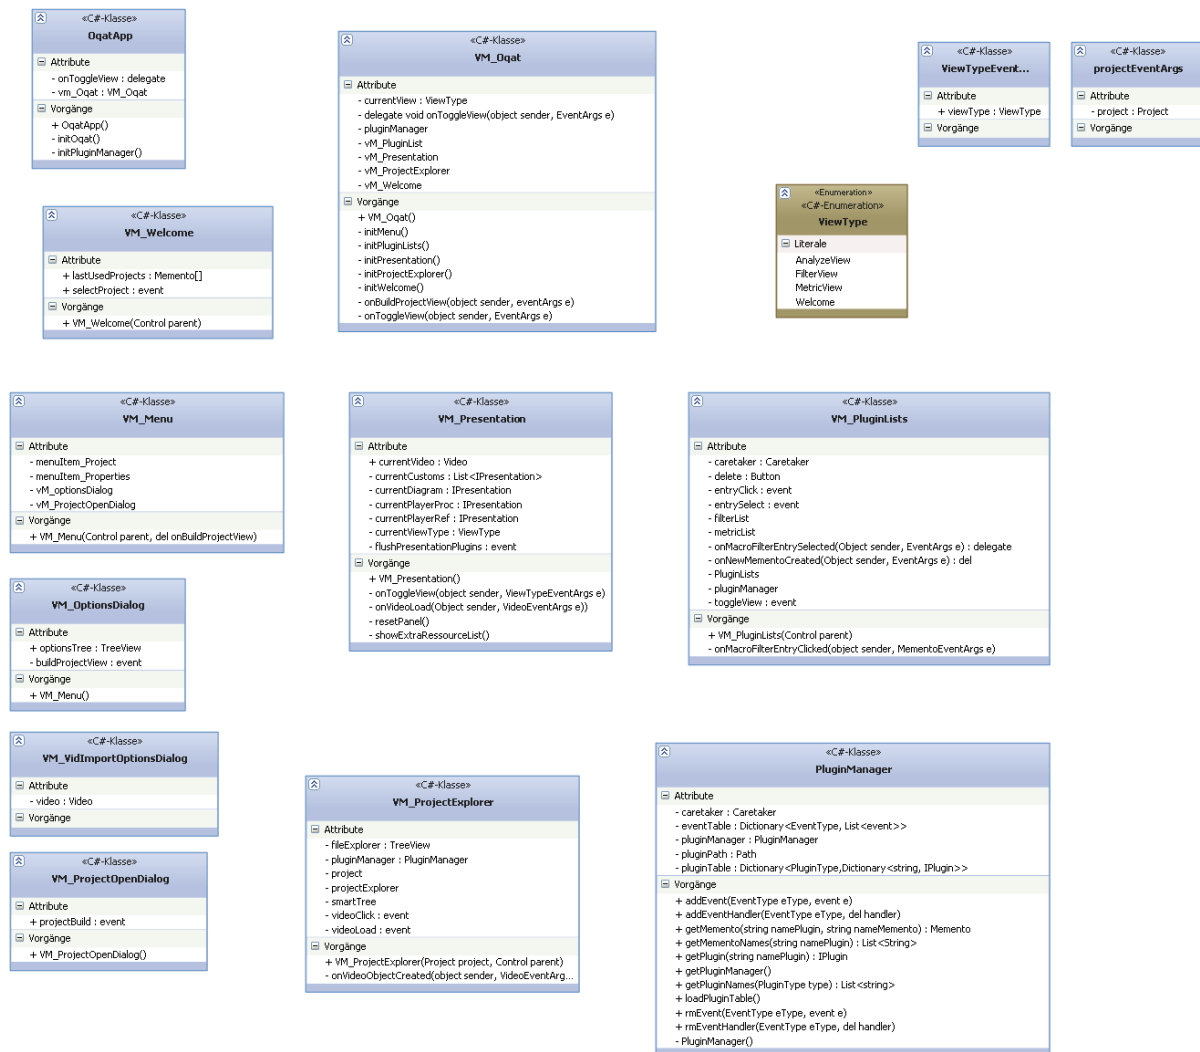 «C#-Klasse»
OqatApp
Attribute
- onToggleView : delegate
- vm_Oqat : VM_Oqat
Vorgänge
+ OqatApp()
- initOqat()
- initPluginManager()
«C#-Klasse»
VM_Oqat
Attribute
- currentView : ViewType
- delegate void onToggleView(object sender, EventArgs e)
- pluginManager
- vM_PluginList
- vM_Presentation
- vM_ProjectExplorer
- vM_Welcome
Vorgänge
+ VM_Oqat()
- initMenu()
- initPluginLists()
- initPresentation()
- initProjectExplorer()
- initWelcome()
- onBuildProjectView(object sender, eventArgs e)
- onToggleView(object sender, EventArgs e)
«C#-Klasse»
ViewTypeEvent...
Attribute
+ viewType : ViewType
Vorgänge
«C#-Klasse»
projectEventArgs
Attribute
- project : Project
Vorgänge
«Enumeration»
«C#-Enumeration»
ViewType
Literale
AnalyzeView
FilterView
MetricView
Welcome
«C#-Klasse»
VM_Welcome
Attribute
+ lastUsedProjects : Memento[]
+ selectProject : event
Vorgänge
+ VM_Welcome(Control parent)
«C#-Klasse»
VM_Menu
Attribute
- menuItem_Project
- menuItem_Properties
- vM_optionsDialog
- vM_ProjectOpenDialog
Vorgänge
+ VM_Menu(Control parent, del onBuildProjectView)
«C#-Klasse»
VM_Presentation
Attribute
+ currentVideo : Video
- currentCustoms : List<IPresentation>
- currentDiagram : IPresentation
- currentPlayerProc : IPresentation
- currentPlayerRef : IPresentation
- currentViewType : ViewType
- flushPresentationPlugins : event
Vorgänge
+ VM_Presentation()
- onToggleView(object sender, ViewTypeEventArgs e)
- onVideoLoad(Object sender, VideoEventArgs e))
- resetPanel()
- showExtraRessourceList()
«C#-Klasse»
VM_PluginLists
Attribute
- caretaker : Caretaker
- delete : Button
- entryClick : event
- entrySelect : event
- filterList
- metricList
- onMacroFilterEntrySelected(Object sender, EventArgs e) : delegate
- onNewMementoCreated(Object sender, EventArgs e) : del
- PluginLists
- pluginManager
- toggleView : event
Vorgänge
+ VM_PluginLists(Control parent)
- onMacroFilterEntryClicked(object sender, MementoEventArgs e)
«C#-Klasse»
VM_OptionsDialog
Attribute
+ optionsTree : TreeView
- buildProjectView : event
Vorgänge
+ VM_Menu()
«C#-Klasse»
VM_VidImportOptionsDialog
Attribute
- video : Video
Vorgänge
«C#-Klasse»
VM_ProjectOpenDialog
Attribute
+ projectBuild : event
Vorgänge
+ VM_ProjectOpenDialog()
«C#-Klasse»
VM_ProjectExplorer
Attribute
- fileExplorer : TreeView
- pluginManager : PluginManager
- project
- projectExplorer
- smartTree
- videoClick : event
- videoLoad : event
Vorgänge
+ VM_ProjectExplorer(Project project, Control parent)
- onVideoObjectCreated(object sender, VideoEventArg...
«C#-Klasse»
PluginManager
Attribute
- caretaker : Caretaker
- eventTable : Dictionary<EventType, List<event>>
- pluginManager : PluginManager
- pluginPath : Path
- pluginTable : Dictionary<PluginType,Dictionary<string, IPlugin>>
Vorgänge
+ addEvent(EventType eType, event e)
+ addEventHandler(EventType eType, del handler)
+ getMemento(string namePlugin, string nameMemento) : Memento
+ getMementoNames(string namePlugin) : List<String>
+ getPlugin(string namePlugin) : IPlugin
+ getPluginManager()
+ getPluginNames(PluginType type) : List<string>
+ loadPluginTable()
+ rmEvent(EventType eType, event e)
+ rmEventHandler(EventType eType, del handler)
- PluginManager()